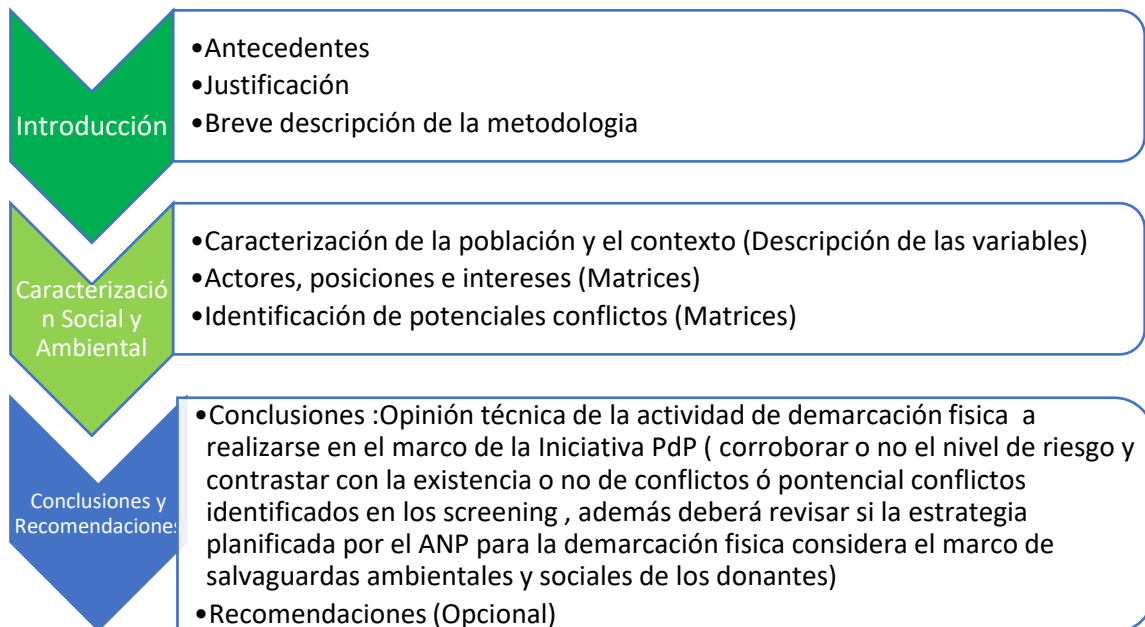 Introducción
•Antecedentes
•Justificación
•Breve descripción de la metodologia
Caracterizació
n Social y
Ambiental
•Caracterización de la población y el contexto (Descripción de las variables)
•Actores, posiciones e intereses (Matrices)
•Identificación de potenciales conflictos (Matrices)
Conclusiones y
Recomendaciones
•Conclusiones :Opinión técnica de la actividad de demarcación fisica a
realizarse en el marco de la Iniciativa PdP ( corroborar o no el nivel de riesgo y
contrastar con la existencia o no de conflictos ó pontencial conflictos
identificados en los screening , además deberá revisar si la estrategia
planificada por el ANP para la demarcación fisica considera el marco de
salvaguardas ambientales y sociales de los donantes)
•Recomendaciones (Opcional)